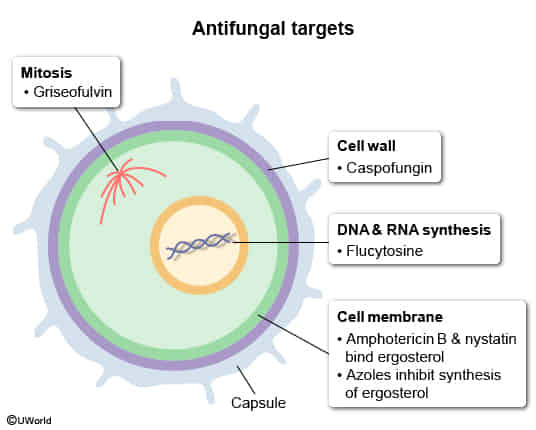 Antifungal targets
Mitosis
• Griseofulvin
Cell wall
• Caspofungin
DNA & RNA synthesis
• Flucytosine
Cell membrane
• Amphotericin B & nystatin
bind ergosterol
• Azoles inhibit synthesis
of ergosterol
Capsule
©UWorld